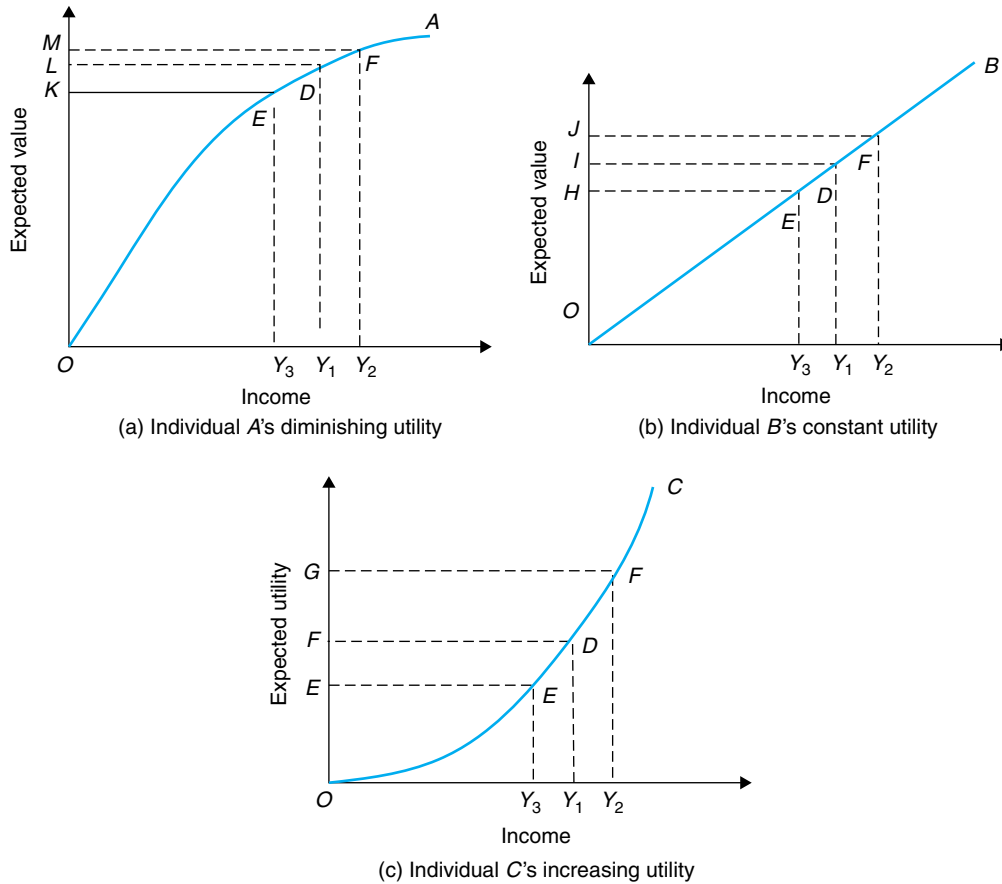 A
M
L
K
F
D
E
Expected value
O
Y3 Y1 Y2
Income
(a) Individual A's diminishing utility
B
J
I
H
F
D
E
Expected value
O
Y3 Y1 Y2
Income
(b) Individual B's constant utility
C
G
F
F
D
E
E
Expected utility
O
Y3 Y1 Y2
Income
(c) Individual C's increasing utility